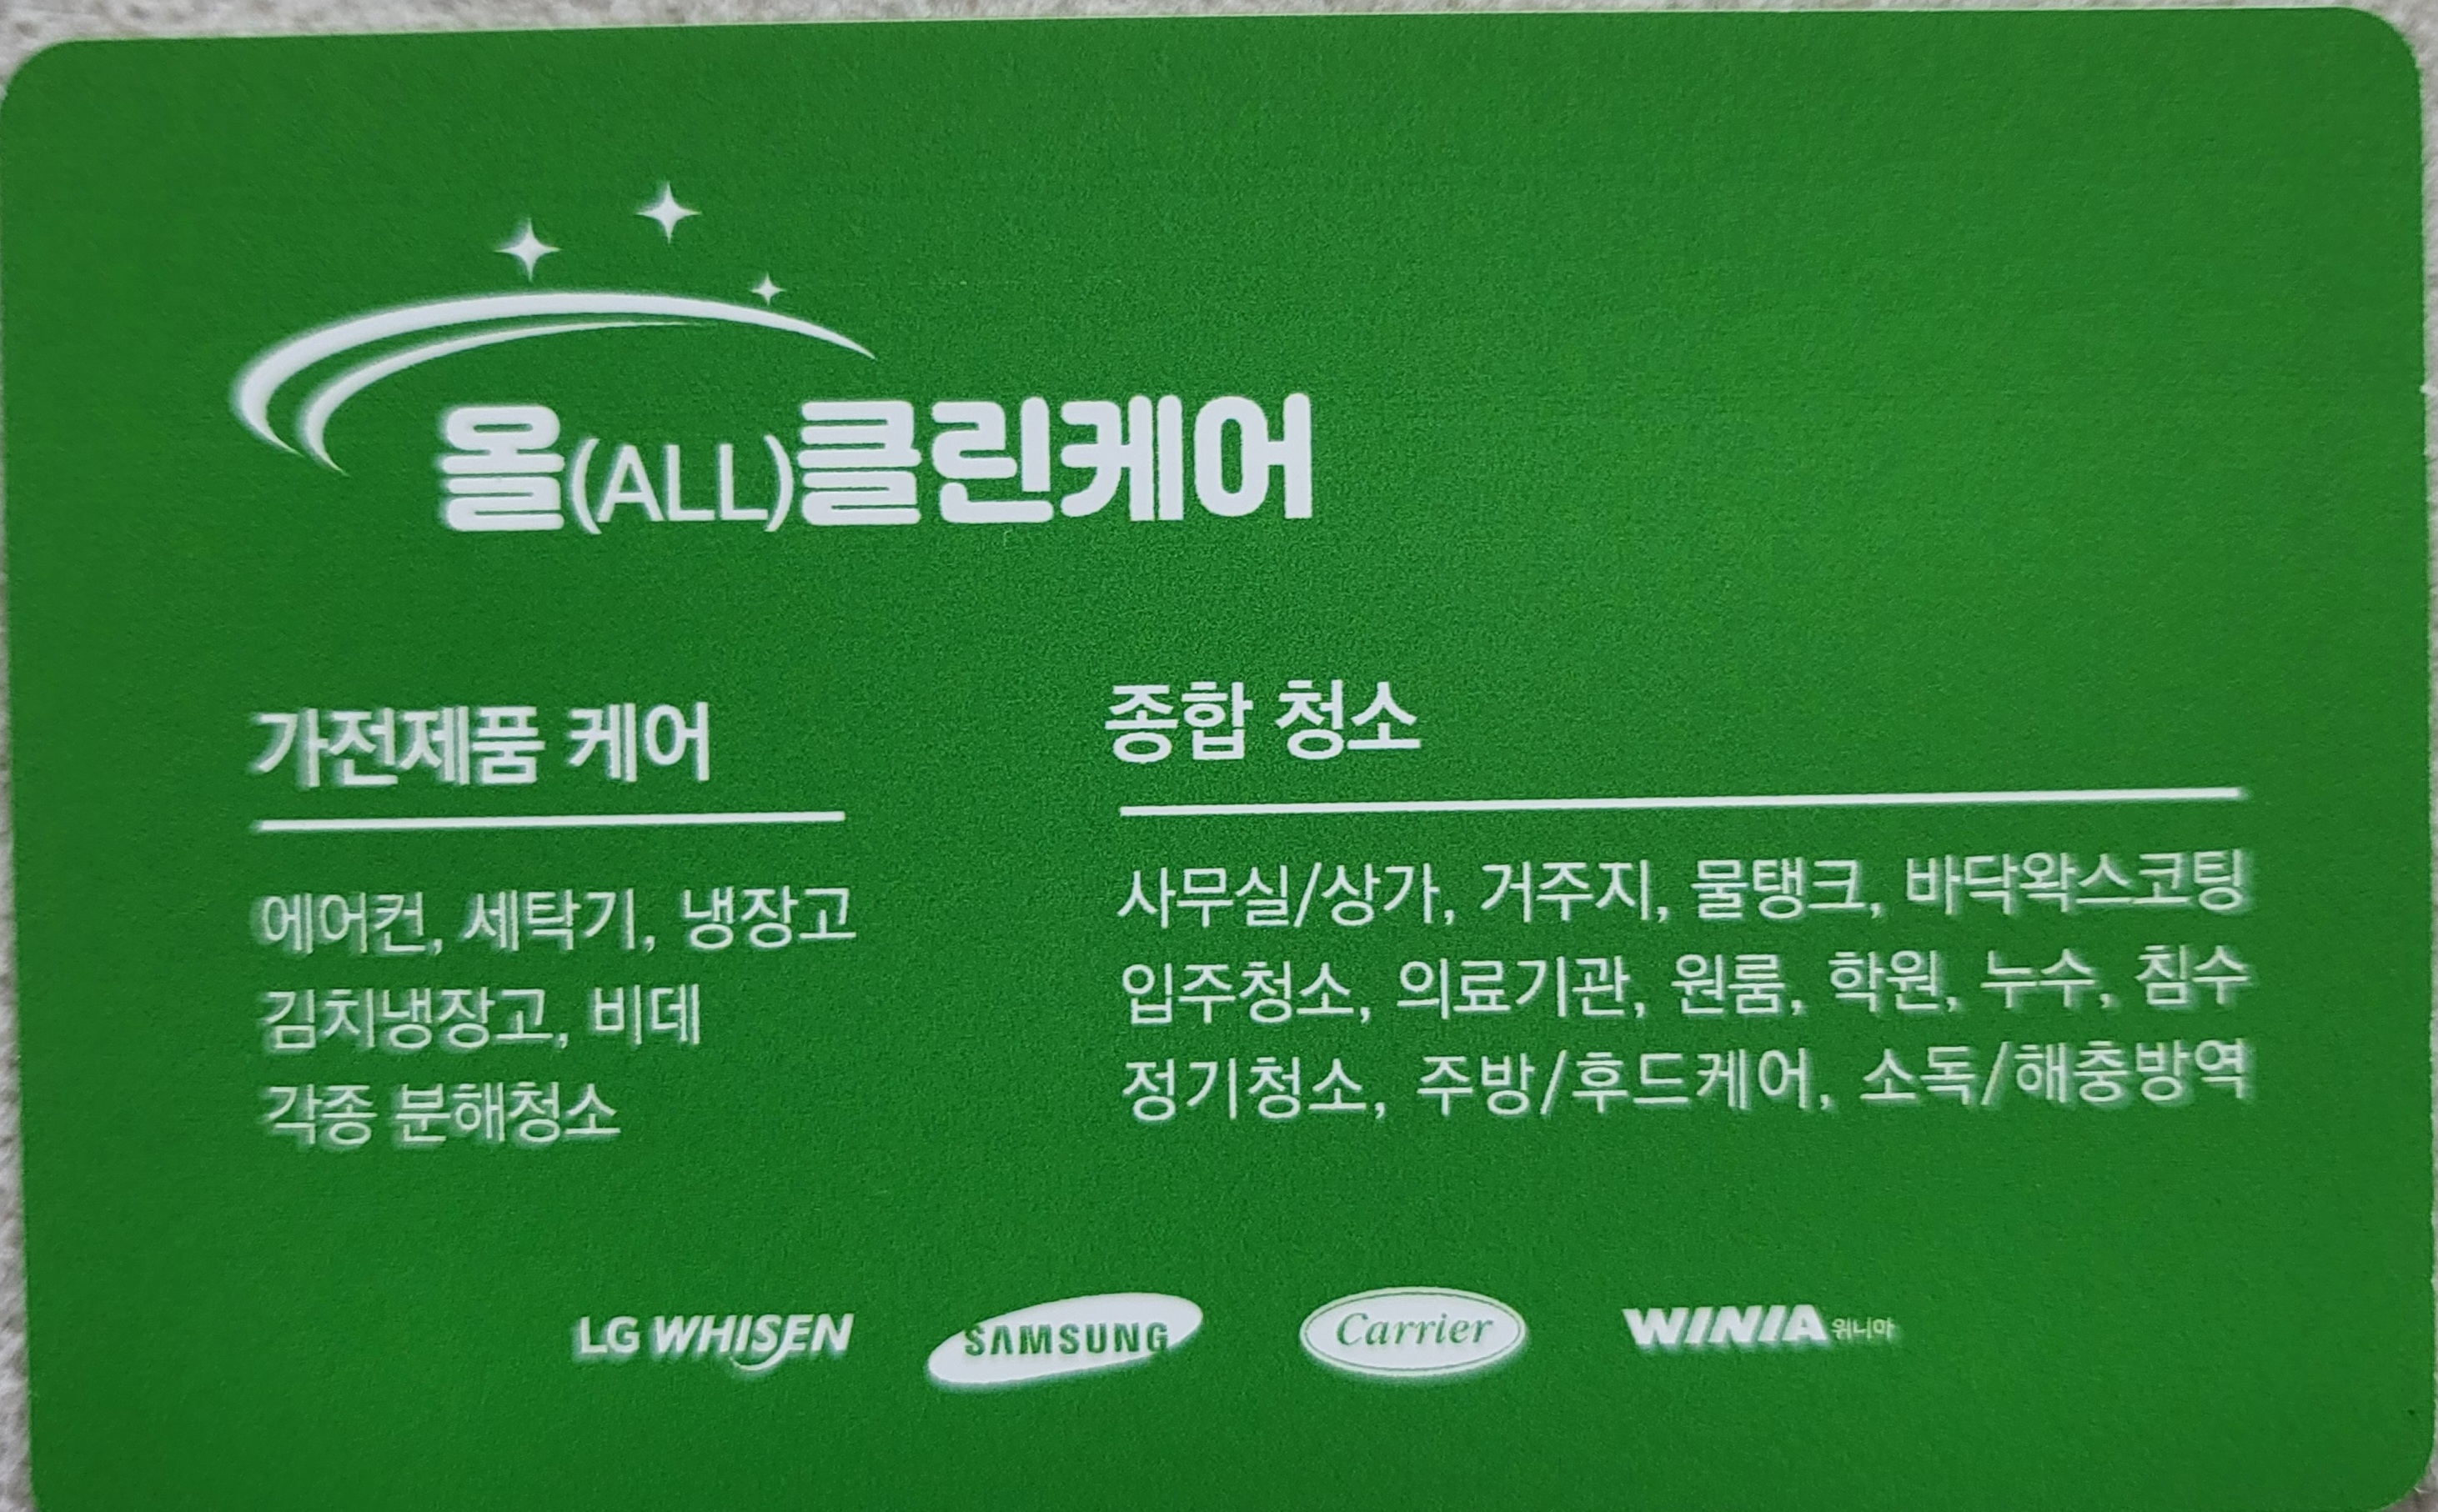 올(ALL)클린케어
가전제품 케어
에어컨, 세탁기, 냉장고
김치냉장고, 비데
각종 분해청소
종합 청소
사무실/상가, 거주지, 물탱크, 바닥왁스코팅
입주청소, 의료기관, 원룸, 학원, 누수, 침수
정기청소, 주방/후드케어, 소독/해충방역
LG WHISEN
SAMSUNG
Carrier
WINIA 위니아